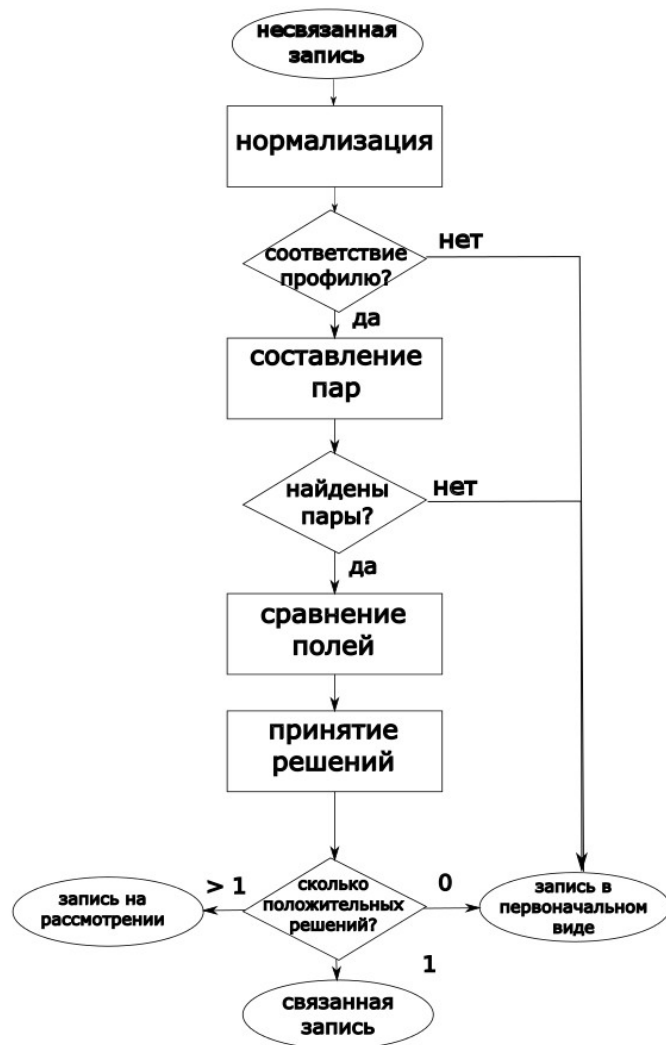 несвязанная
запись
нормализация
соответствие
профилю?
нет
да
составление
пар
найдены
пары?
нет
да
сравнение
полей
принятие
решений
сколько
положительных
решений?
> 1
0
1
запись на
рассмотрении
запись в
первоначальном
виде
связанная
запись